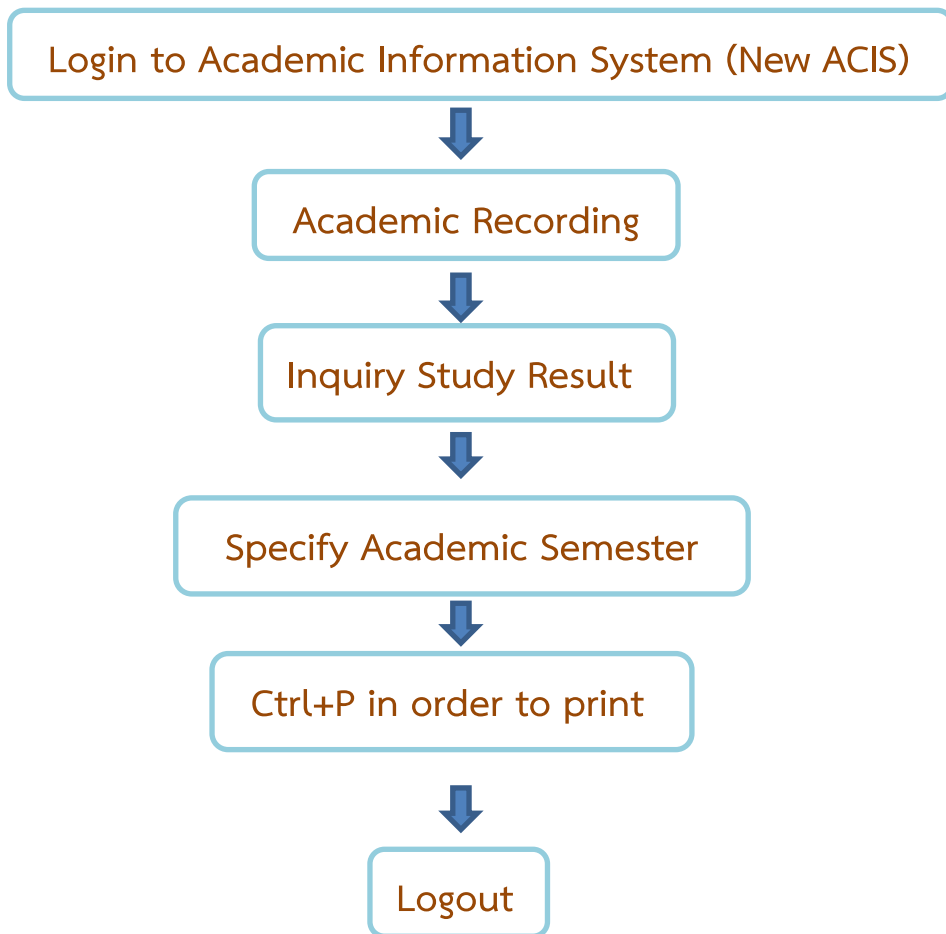 Login to Academic Information System (New ACIS)
Academic Recording
Inquiry Study Result
Specify Academic Semester
Ctrl+P in order to print
Logout